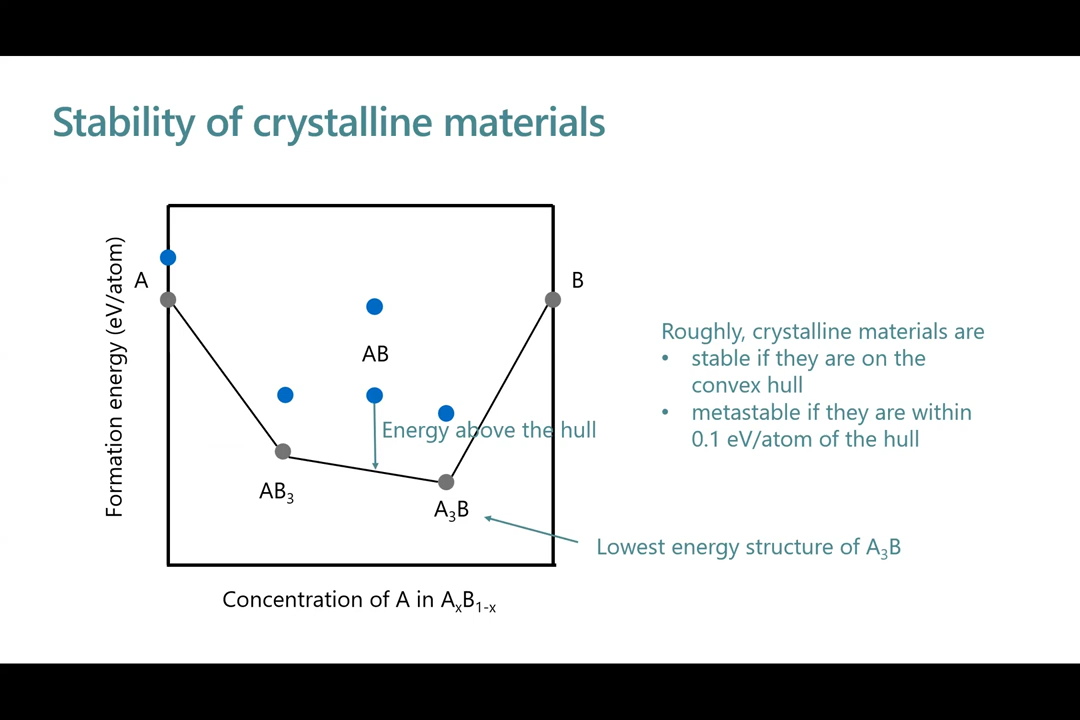 Stability of crystalline materials
Formation energy (eV/atom)
A
B
AB
Energy above the hull
AB₃
A₃B
Concentration of A in AₓB₁₋ₓ
Roughly, crystalline materials are
• stable if they are on the
convex hull
• metastable if they are within
0.1 eV/atom of the hull
Lowest energy structure of A₃B